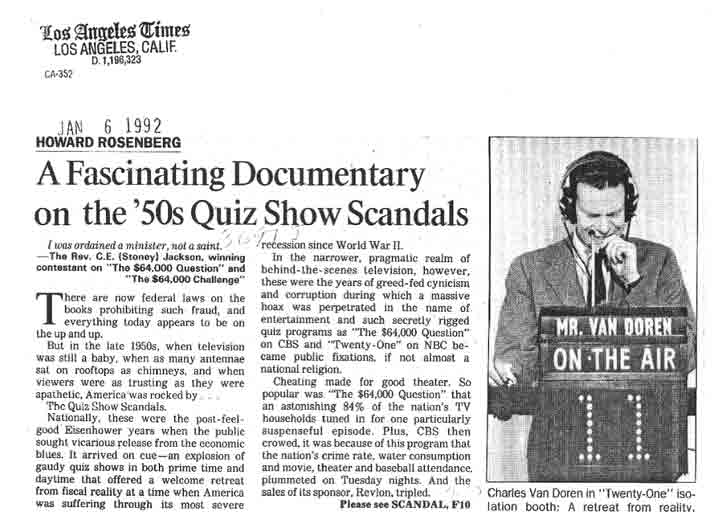 Los Angeles Times
LOS ANGELES, CALIF.
D. 1,196,323
CA-352
JAN 6 1992
HOWARD ROSENBERG
A Fascinating Documentary
on the ’50s Quiz Show Scandals
I was ordained a minister, not a saint.
—The Rev. C.E. (Stoney) Jackson, winning
contestant on "The $64,000 Question" and
"The $64,000 Challenge"
There are now federal laws on the
books prohibiting such fraud, and
everything today appears to be on
the up and up.
But in the late 1950s, when television
was still a baby, when as many antennae
sat on rooftops as chimneys, and when
viewers were as trusting as they were
apathetic, America was rocked by . . .
The Quiz Show Scandals.
Nationally, these were the post-feel-
good Eisenhower years when the public
sought vicarious release from the economic
blues. It arrived on cue—an explosion of
gaudy quiz shows in both prime time and
daytime that offered a welcome retreat
from fiscal reality at a time when America
was suffering through its most severe
recession since World War II.
In the narrower, pragmatic realm of
behind-the-scenes television, however,
these were the years of greed-fed cynicism
and corruption during which a massive
hoax was perpetrated in the name of
entertainment and such secretly rigged
quiz programs as "The $64,000 Question"
on CBS and "Twenty-One" on NBC be-
came public fixations, if not almost a
national religion.
Cheating made for good theater. So
popular was "The $64,000 Question" that
an astonishing 84% of the nation's TV
households tuned in for one particularly
suspenseful episode. Plus, CBS then
crowed, it was because of this program that
the nation's crime rate, water consumption
and movie, theater and baseball attendance
plummeted on Tuesday nights. And the
sales of its sponsor, Revlon, tripled.
Please see SCANDAL, F10
MR. VAN DOREN
ON THE AIR
11
Charles Van Doren in "Twenty-One" iso-
lation booth: A retreat from reality.